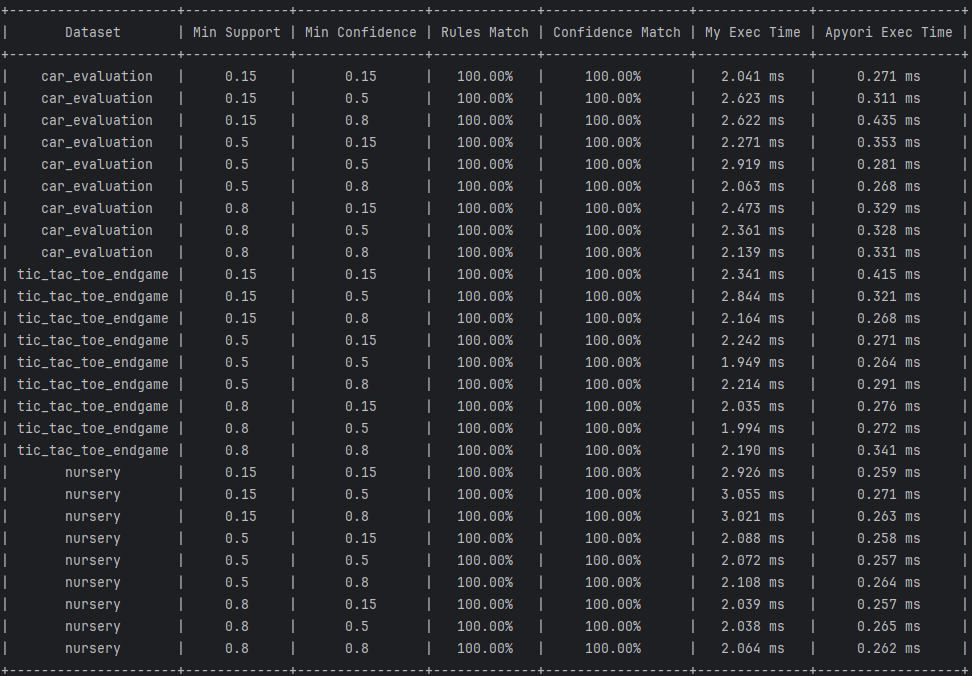 +---------------------+-------------+----------------+-------------+------------------+--------------+------------------+
| Dataset | Min Support | Min Confidence | Rules Match | Confidence Match | My Exec Time | Apyori Exec Time |
+---------------------+-------------+----------------+-------------+------------------+--------------+------------------+
| car_evaluation | 0.15 | 0.15 | 100.00% | 100.00% | 2.041 ms | 0.271 ms |
| car_evaluation | 0.15 | 0.5 | 100.00% | 100.00% | 2.623 ms | 0.311 ms |
| car_evaluation | 0.15 | 0.8 | 100.00% | 100.00% | 2.622 ms | 0.435 ms |
| car_evaluation | 0.5 | 0.15 | 100.00% | 100.00% | 2.271 ms | 0.353 ms |
| car_evaluation | 0.5 | 0.5 | 100.00% | 100.00% | 2.919 ms | 0.281 ms |
| car_evaluation | 0.5 | 0.8 | 100.00% | 100.00% | 2.063 ms | 0.268 ms |
| car_evaluation | 0.8 | 0.15 | 100.00% | 100.00% | 2.473 ms | 0.329 ms |
| car_evaluation | 0.8 | 0.5 | 100.00% | 100.00% | 2.361 ms | 0.328 ms |
| car_evaluation | 0.8 | 0.8 | 100.00% | 100.00% | 2.139 ms | 0.331 ms |
| tic_tac_toe_endgame | 0.15 | 0.15 | 100.00% | 100.00% | 2.341 ms | 0.415 ms |
| tic_tac_toe_endgame | 0.15 | 0.5 | 100.00% | 100.00% | 2.844 ms | 0.321 ms |
| tic_tac_toe_endgame | 0.15 | 0.8 | 100.00% | 100.00% | 2.164 ms | 0.268 ms |
| tic_tac_toe_endgame | 0.5 | 0.15 | 100.00% | 100.00% | 2.242 ms | 0.271 ms |
| tic_tac_toe_endgame | 0.5 | 0.5 | 100.00% | 100.00% | 1.949 ms | 0.264 ms |
| tic_tac_toe_endgame | 0.5 | 0.8 | 100.00% | 100.00% | 2.214 ms | 0.291 ms |
| tic_tac_toe_endgame | 0.8 | 0.15 | 100.00% | 100.00% | 2.035 ms | 0.276 ms |
| tic_tac_toe_endgame | 0.8 | 0.5 | 100.00% | 100.00% | 1.994 ms | 0.272 ms |
| tic_tac_toe_endgame | 0.8 | 0.8 | 100.00% | 100.00% | 2.190 ms | 0.341 ms |
| nursery | 0.15 | 0.15 | 100.00% | 100.00% | 2.926 ms | 0.259 ms |
| nursery | 0.15 | 0.5 | 100.00% | 100.00% | 3.055 ms | 0.271 ms |
| nursery | 0.15 | 0.8 | 100.00% | 100.00% | 3.021 ms | 0.263 ms |
| nursery | 0.5 | 0.15 | 100.00% | 100.00% | 2.088 ms | 0.258 ms |
| nursery | 0.5 | 0.5 | 100.00% | 100.00% | 2.072 ms | 0.257 ms |
| nursery | 0.5 | 0.8 | 100.00% | 100.00% | 2.108 ms | 0.264 ms |
| nursery | 0.8 | 0.15 | 100.00% | 100.00% | 2.039 ms | 0.257 ms |
| nursery | 0.8 | 0.5 | 100.00% | 100.00% | 2.038 ms | 0.265 ms |
| nursery | 0.8 | 0.8 | 100.00% | 100.00% | 2.064 ms | 0.262 ms |
+---------------------+-------------+----------------+-------------+------------------+--------------+------------------+